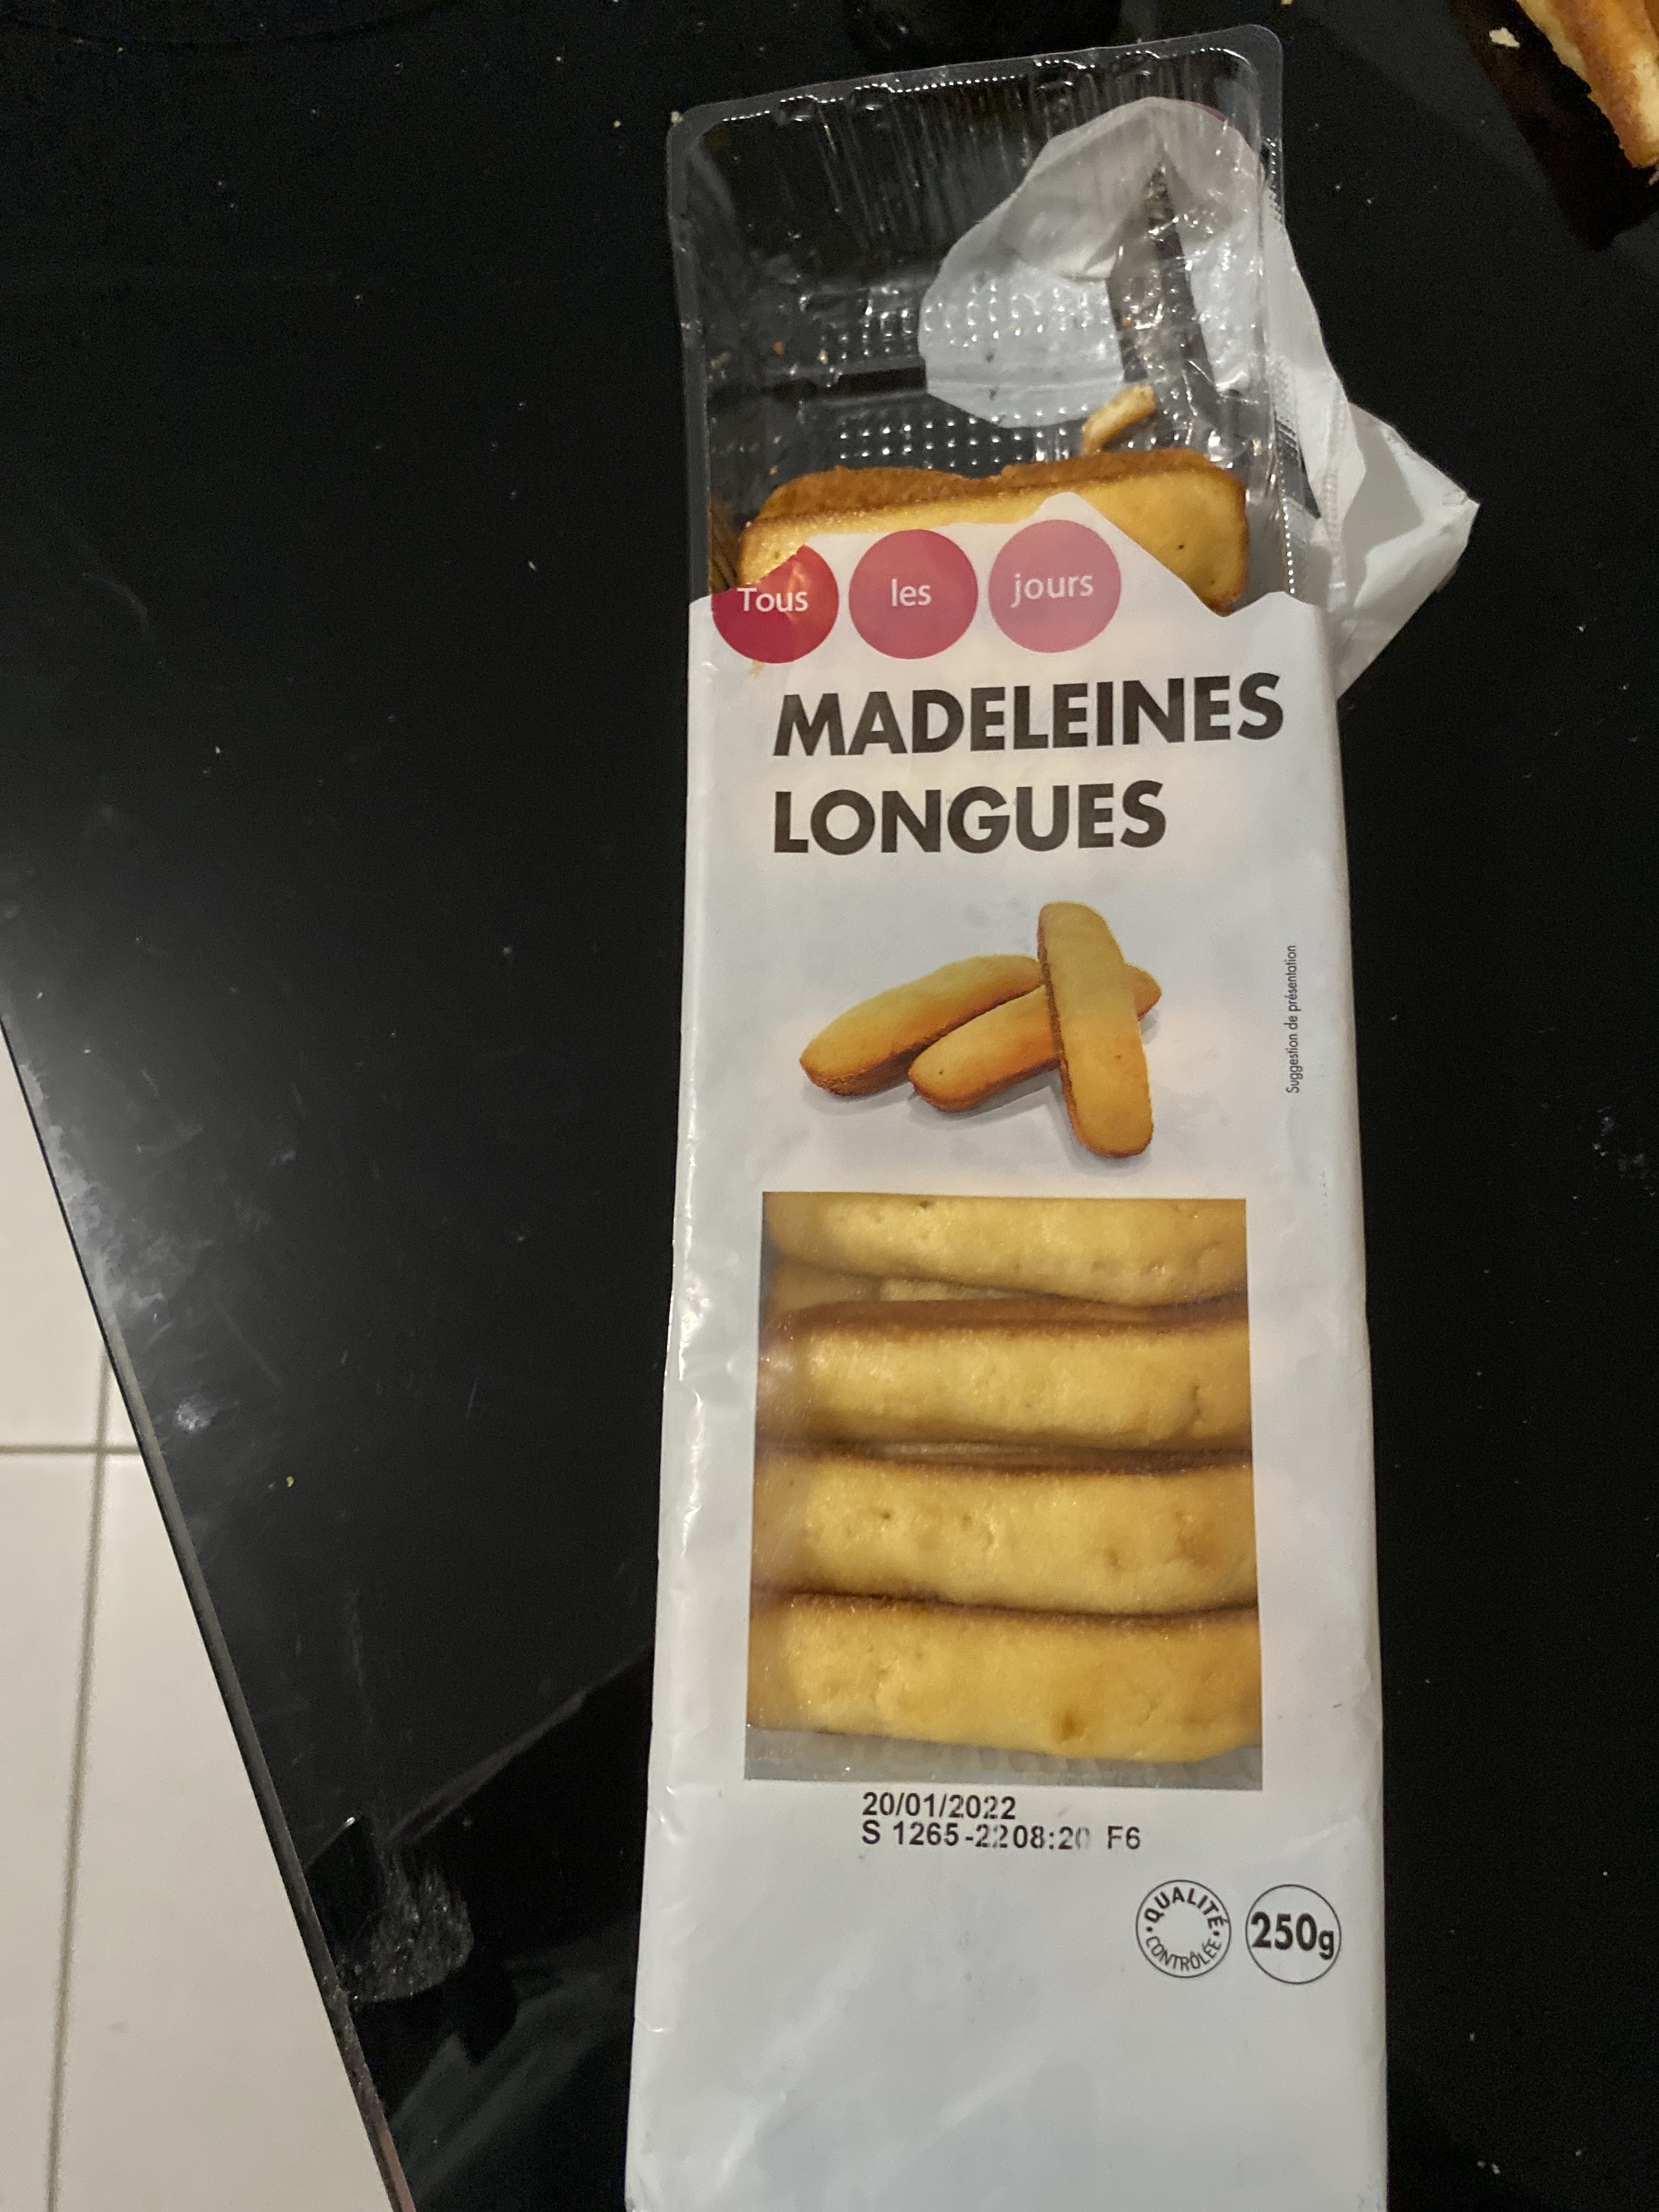 Tous les jours
MADELEINES
LONGUES
Suggestion de présentation
20/01/2022
S 1265-2208:20 F6
QUALITÉ CONTRÔLÉE
250g